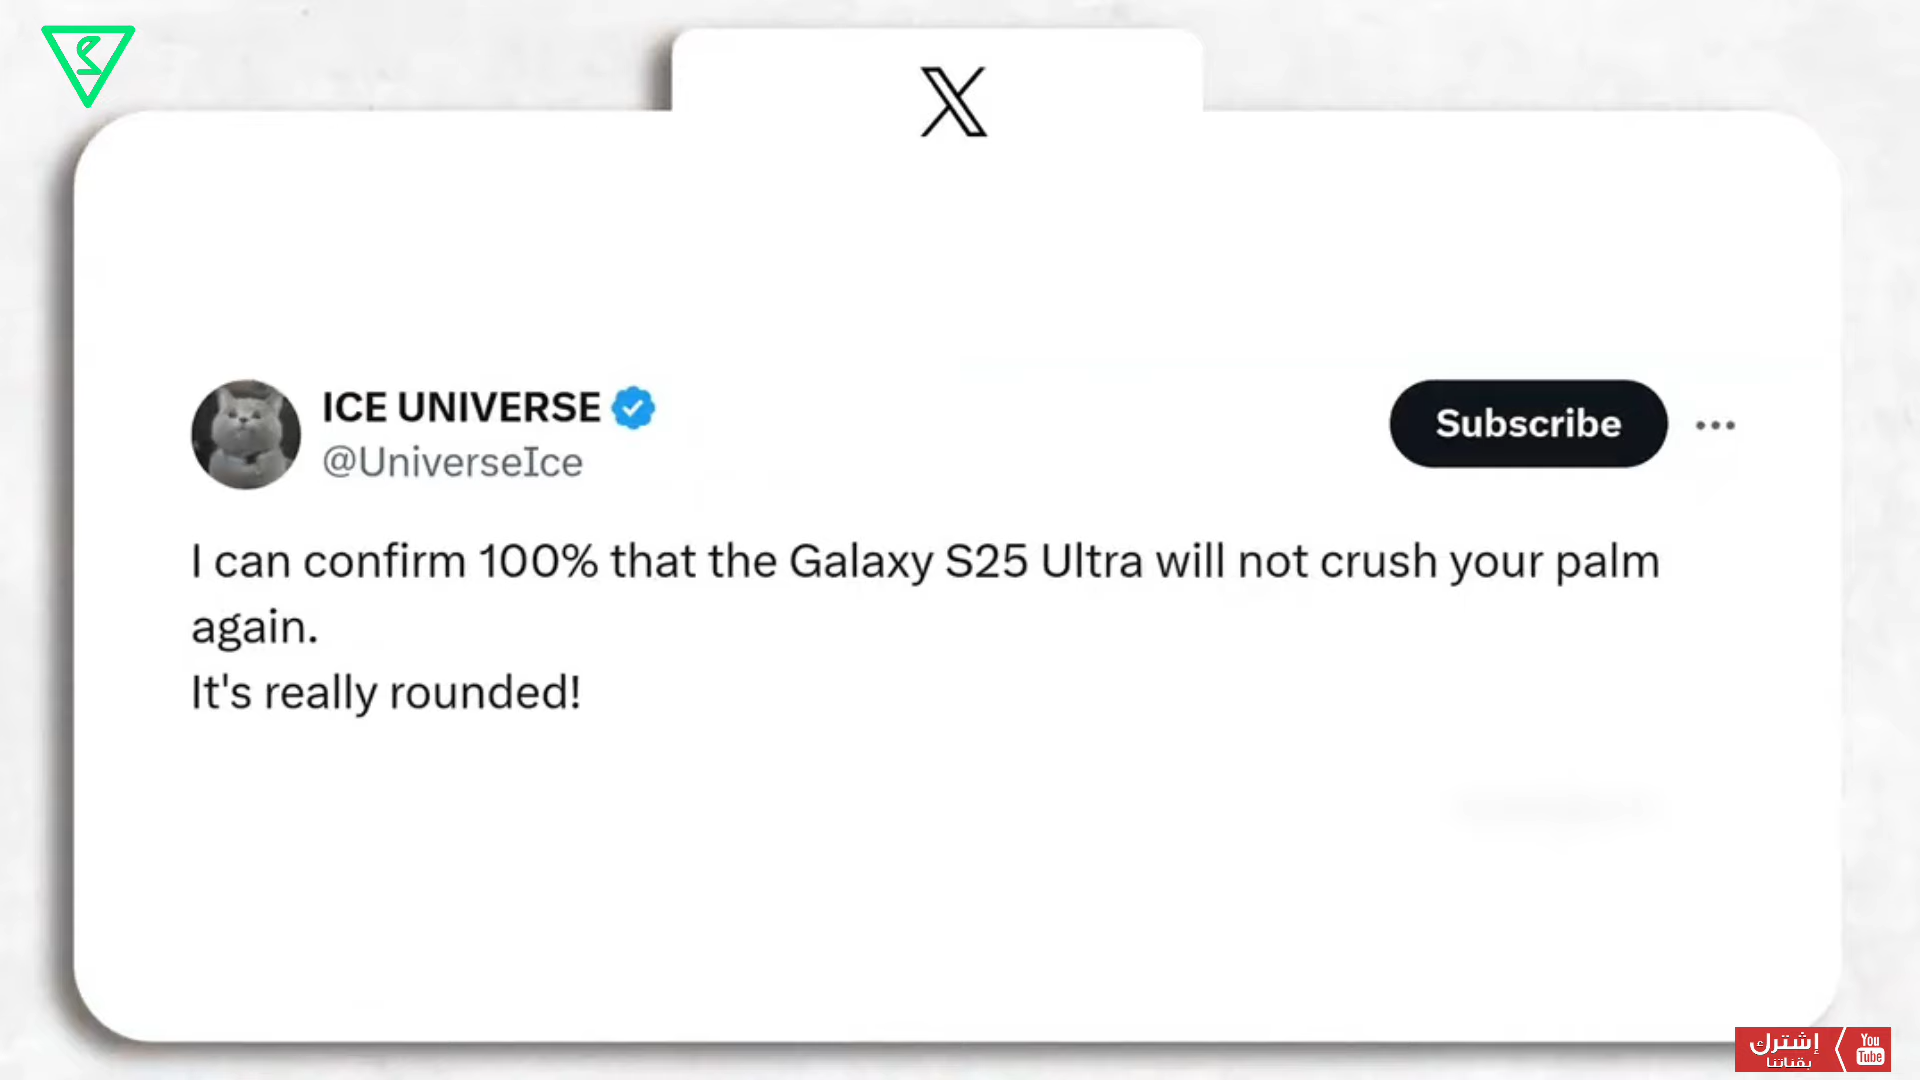 ICE UNIVERSE
@UniverseIce
Subscribe
I can confirm 100% that the Galaxy S25 Ultra will not crush your palm
again.
It's really rounded!
إشترك
بقناتنا
You
Tube